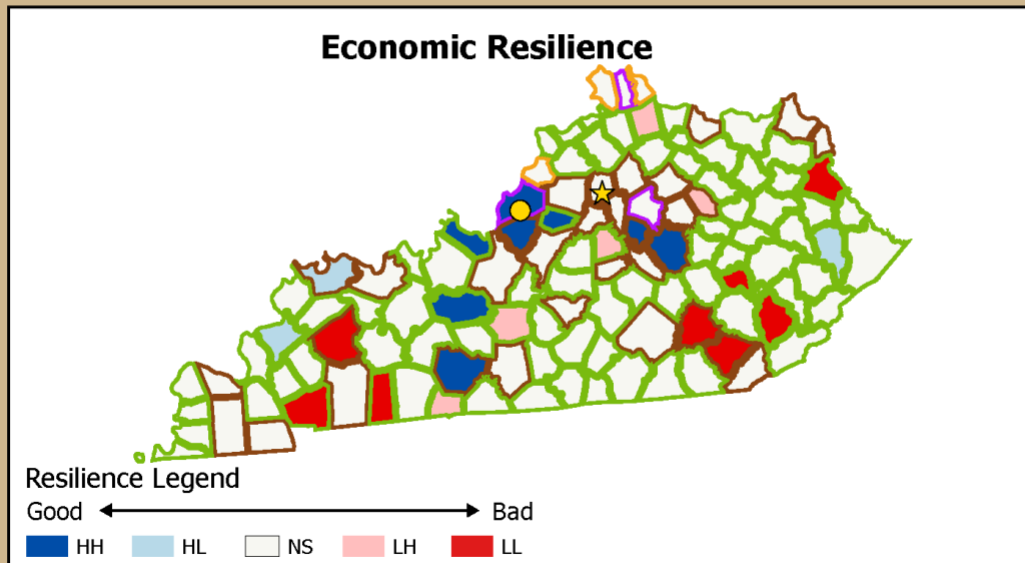 Economic Resilience
Resilience Legend
Good Bad
HH HL NS LH LL